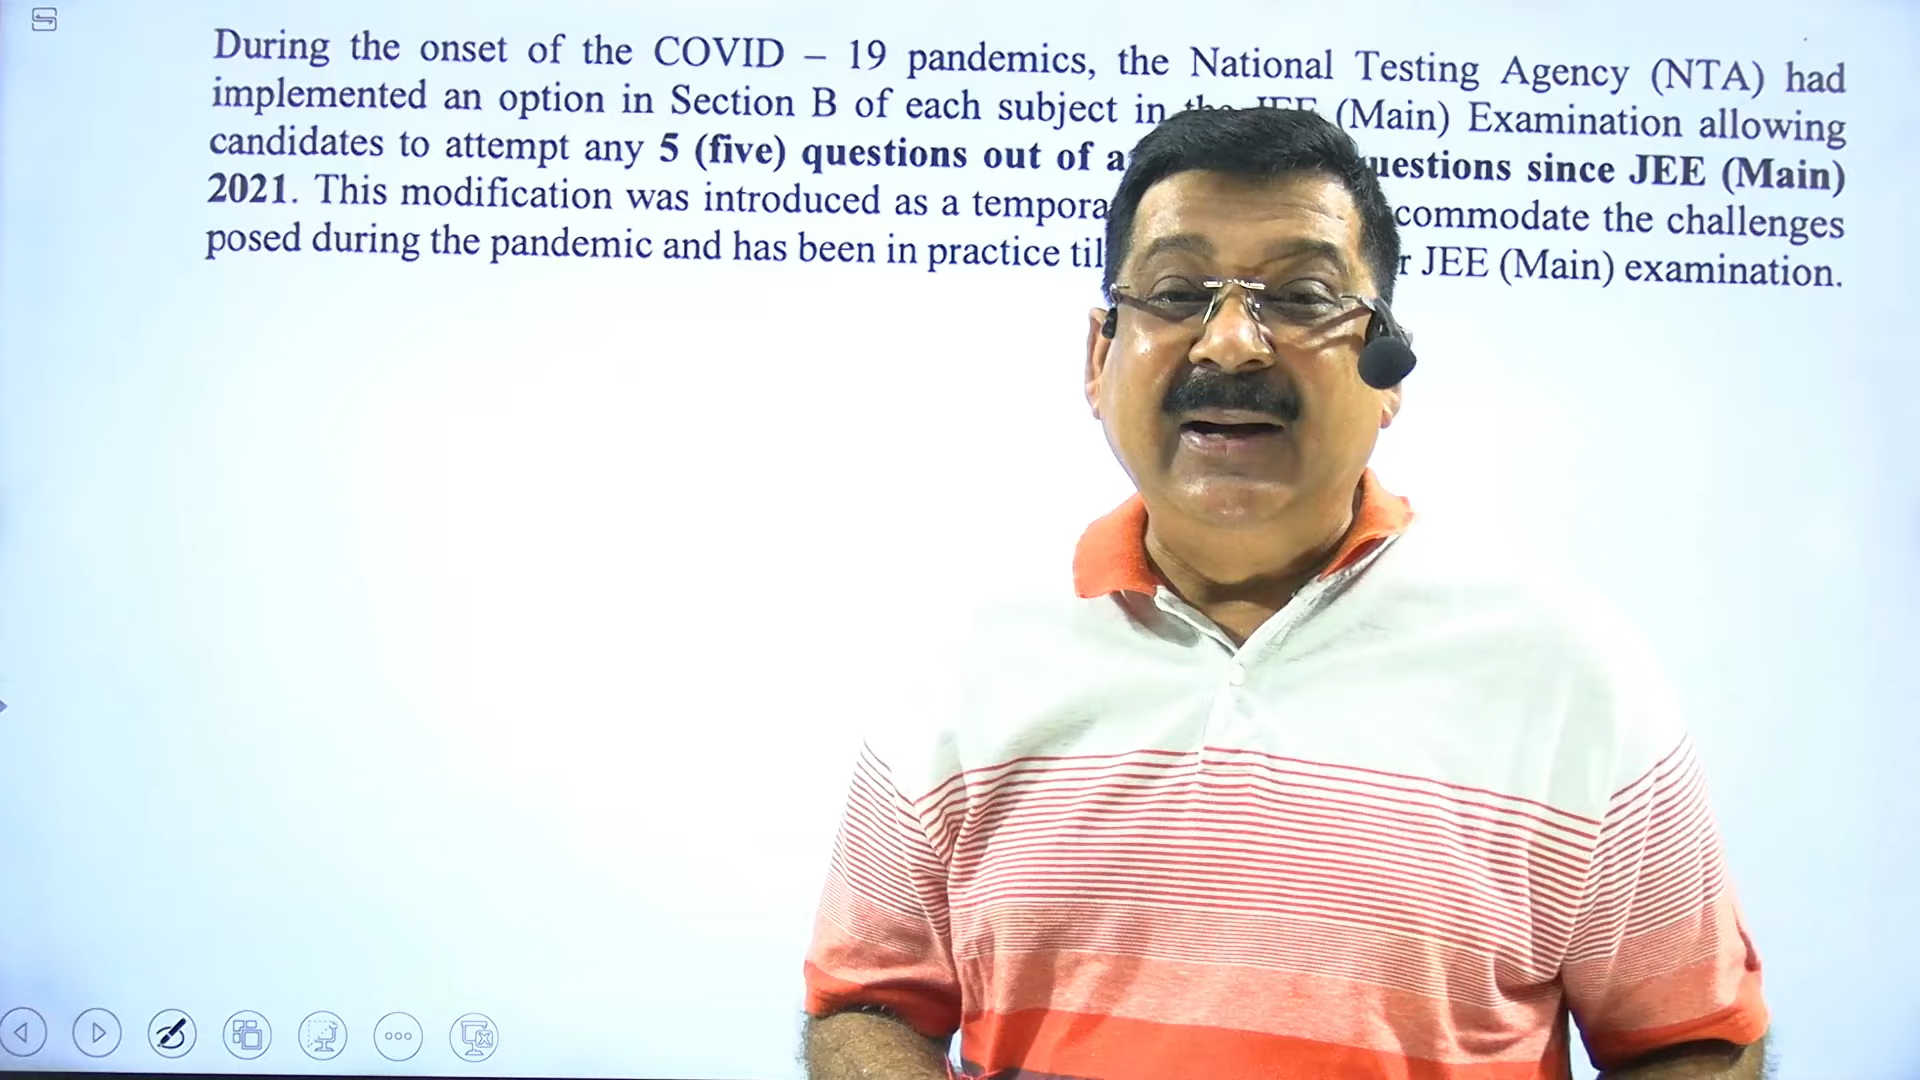 During the onset of the COVID – 19 pandemics, the National Testing Agency (NTA) had
implemented an option in Section B of each subject in the JEE (Main) Examination allowing
candidates to attempt any 5 (five) questions out of a uestions since JEE (Main)
2021. This modification was introduced as a tempora commodate the challenges
posed during the pandemic and has been in practice til r JEE (Main) examination.